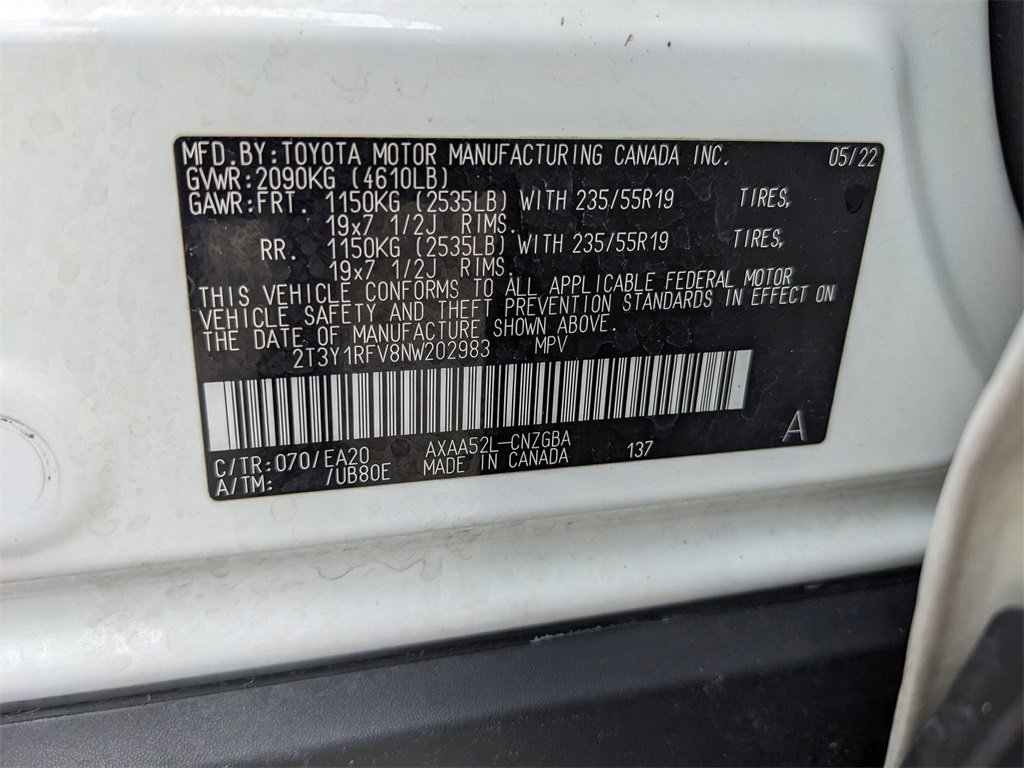 MFD.BY:TOYOTA MOTOR MANUFACTURING CANADA INC. 05/22
GVWR:2090KG (4610LB)
GAWR:FRT. 1150KG (2535LB) WITH 235/55R19 TIRES,
19x7 1/2J RIMS.
RR. 1150KG (2535LB) WITH 235/55R19 TIRES,
19x7 1/2J RIMS.
THIS VEHICLE CONFORMS TO ALL APPLICABLE FEDERAL MOTOR
VEHICLE SAFETY AND THEFT PREVENTION STANDARDS IN EFFECT ON
THE DATE OF MANUFACTURE SHOWN ABOVE.
2T3Y1RFV8NW202983 MPV
A
C/TR:070/EA20 AXAA52L-CNZGBA 137
A/TM: /UB80E MADE IN CANADA